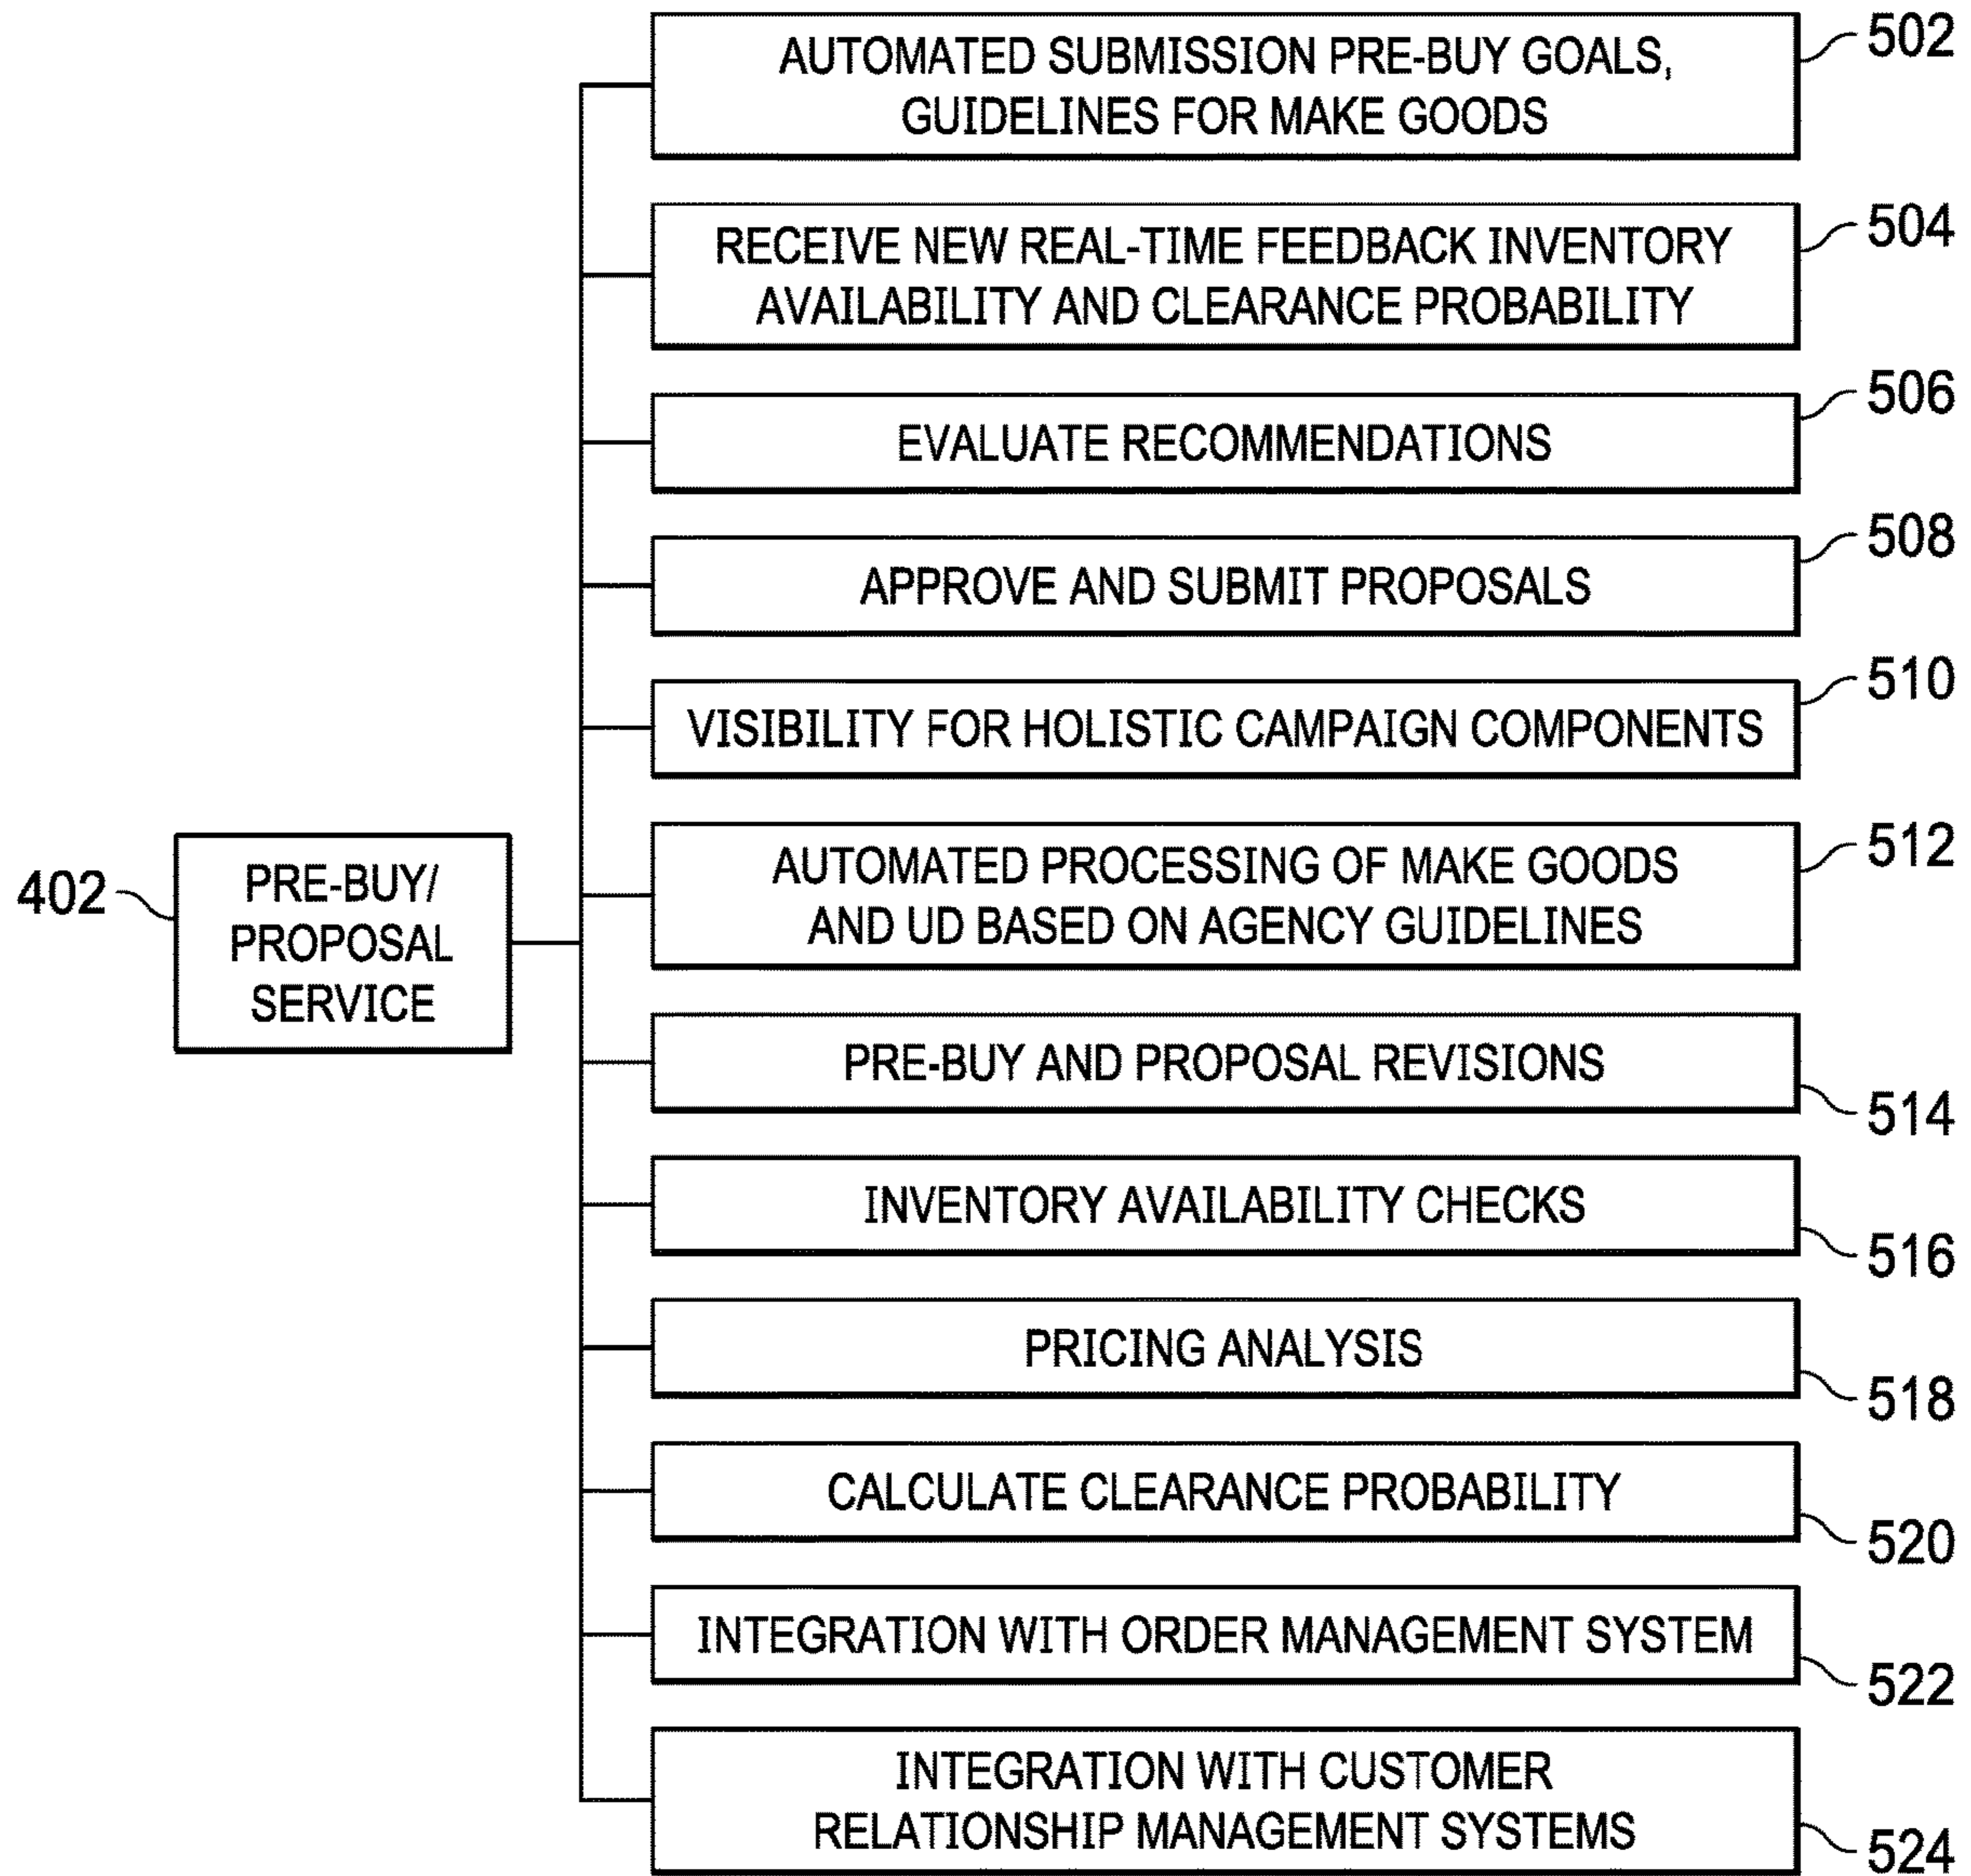 AUTOMATED SUBMISSION PRE-BUY GOALS,
GUIDELINES FOR MAKE GOODS
502
RECEIVE NEW REAL-TIME FEEDBACK INVENTORY
AVAILABILITY AND CLEARANCE PROBABILITY
504
EVALUATE RECOMMENDATIONS
506
APPROVE AND SUBMIT PROPOSALS
508
VISIBILITY FOR HOLISTIC CAMPAIGN COMPONENTS
510
402
PRE-BUY/
PROPOSAL
SERVICE
AUTOMATED PROCESSING OF MAKE GOODS
AND UD BASED ON AGENCY GUIDELINES
512
PRE-BUY AND PROPOSAL REVISIONS
514
INVENTORY AVAILABILITY CHECKS
516
PRICING ANALYSIS
518
CALCULATE CLEARANCE PROBABILITY
520
INTEGRATION WITH ORDER MANAGEMENT SYSTEM
522
INTEGRATION WITH CUSTOMER
RELATIONSHIP MANAGEMENT SYSTEMS
524